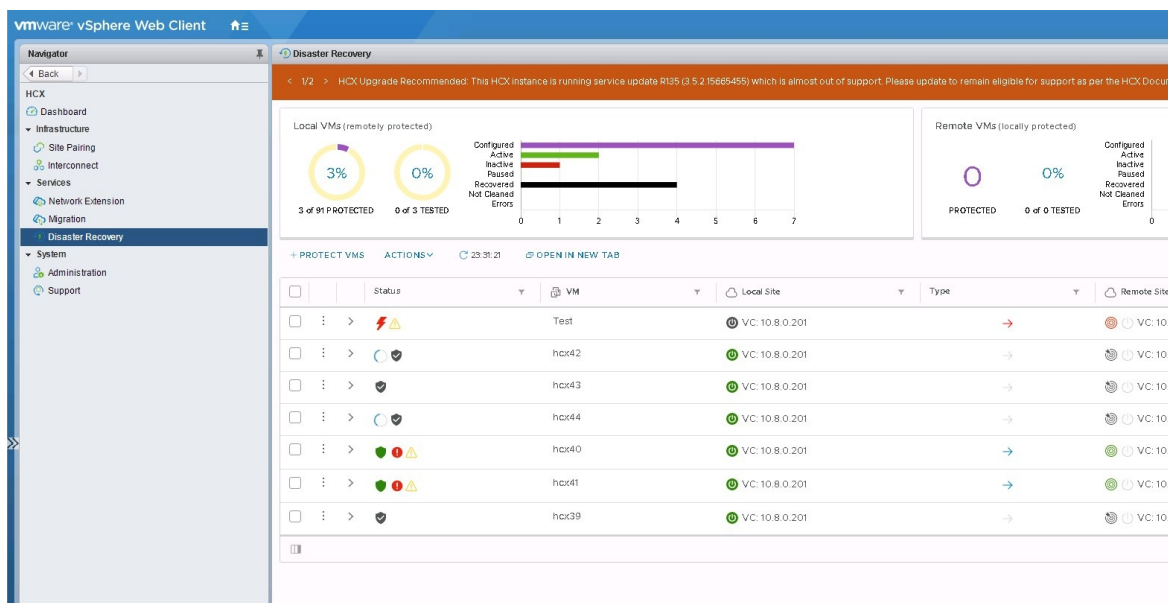 vmware® vSphere Web Client
Navigator
Back
HCX
Dashboard
Infrastructure
Site Pairing
Interconnect
Services
Network Extension
Migration
Disaster Recovery
System
Administration
Support
Disaster Recovery
< 1/2 > HCX Upgrade Recommended: This HCX instance is running service update R135 (3.5.2.15665455) which is almost out of support. Please update to remain eligible for support as per the HCX Docu
Local VMs (remotely protected)
3%
3 of 91 PROTECTED
0%
0 of 3 TESTED
Configured
Active
Inactive
Paused
Recovered
Not Cleaned
Errors
0 1 2 3 4 5 6 7
Remote VMs (locally protected)
0
PROTECTED
0%
0 of 0 TESTED
Configured
Active
Inactive
Paused
Recovered
Not Cleaned
Errors
0
+ PROTECT VMS ACTIONS 23:31:21 OPEN IN NEW TAB
Status VM Local Site Type Remote Site
Test VC: 10.8.0.201 VC: 10.
hcx42 VC: 10.8.0.201 VC: 10.
hcx43 VC: 10.8.0.201 VC: 10.
hcx44 VC: 10.8.0.201 VC: 10.
hcx40 VC: 10.8.0.201 VC: 10.
hcx41 VC: 10.8.0.201 VC: 10.
hcx39 VC: 10.8.0.201 VC: 10.